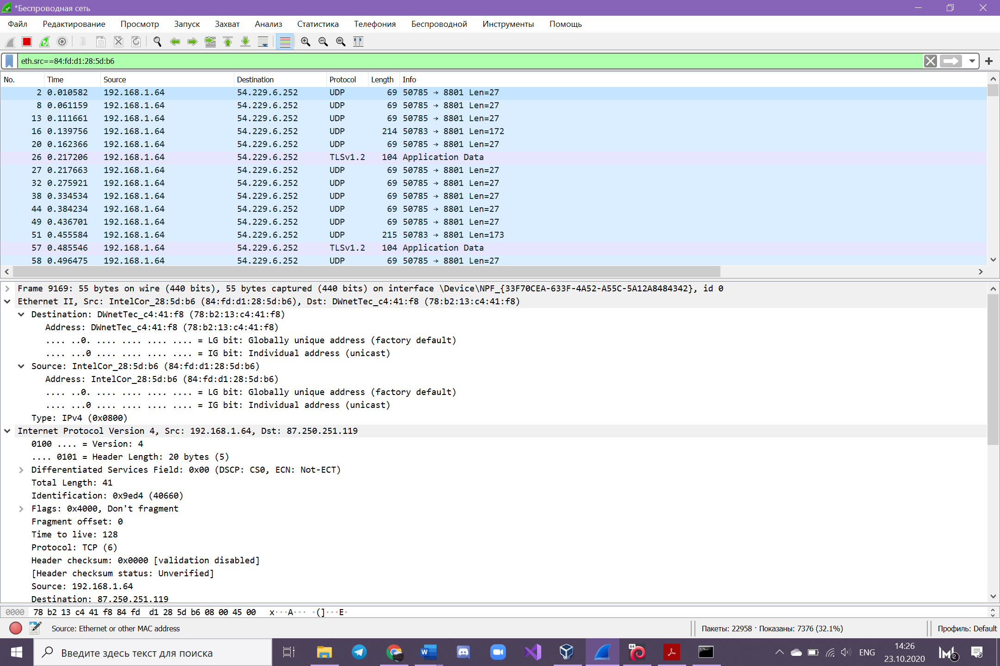 *Беспроводная сеть
Файл Редактирование Просмотр Запуск Захват Анализ Статистика Телефония Беспроводной Инструменты Помощь
eth.src==84:fd:d1:28:5d:b6
No. Time Source Destination Protocol Length Info
2 0.010582 192.168.1.64 54.229.6.252 UDP 69 50785 → 8801 Len=27
8 0.061159 192.168.1.64 54.229.6.252 UDP 69 50785 → 8801 Len=27
13 0.111661 192.168.1.64 54.229.6.252 UDP 69 50785 → 8801 Len=27
16 0.139756 192.168.1.64 54.229.6.252 UDP 214 50783 → 8801 Len=172
20 0.162366 192.168.1.64 54.229.6.252 UDP 69 50785 → 8801 Len=27
26 0.217206 192.168.1.64 54.229.6.252 TLSv1.2 104 Application Data
27 0.217663 192.168.1.64 54.229.6.252 UDP 69 50785 → 8801 Len=27
32 0.275921 192.168.1.64 54.229.6.252 UDP 69 50785 → 8801 Len=27
38 0.334534 192.168.1.64 54.229.6.252 UDP 69 50785 → 8801 Len=27
44 0.384234 192.168.1.64 54.229.6.252 UDP 69 50785 → 8801 Len=27
49 0.436701 192.168.1.64 54.229.6.252 UDP 69 50785 → 8801 Len=27
51 0.455584 192.168.1.64 54.229.6.252 UDP 215 50783 → 8801 Len=173
57 0.485546 192.168.1.64 54.229.6.252 TLSv1.2 104 Application Data
58 0.496475 192.168.1.64 54.229.6.252 UDP 69 50785 → 8801 Len=27
Frame 9169: 55 bytes on wire (440 bits), 55 bytes captured (440 bits) on interface \Device\NPF_{33F70CEA-633F-4A52-A55C-5A12A8484342}, id 0
Ethernet II, Src: IntelCor_28:5d:b6 (84:fd:d1:28:5d:b6), Dst: DWnetTec_c4:41:f8 (78:b2:13:c4:41:f8)
Destination: DWnetTec_c4:41:f8 (78:b2:13:c4:41:f8)
Address: DWnetTec_c4:41:f8 (78:b2:13:c4:41:f8)
.... ..0. .... .... .... .... = LG bit: Globally unique address (factory default)
.... ...0 .... .... .... .... = IG bit: Individual address (unicast)
Source: IntelCor_28:5d:b6 (84:fd:d1:28:5d:b6)
Address: IntelCor_28:5d:b6 (84:fd:d1:28:5d:b6)
.... ..0. .... .... .... .... = LG bit: Globally unique address (factory default)
.... ...0 .... .... .... .... = IG bit: Individual address (unicast)
Type: IPv4 (0x0800)
Internet Protocol Version 4, Src: 192.168.1.64, Dst: 87.250.251.119
0100 .... = Version: 4
.... 0101 = Header Length: 20 bytes (5)
Differentiated Services Field: 0x00 (DSCP: CS0, ECN: Not-ECT)
Total Length: 41
Identification: 0x9ed4 (40660)
Flags: 0x4000, Don't fragment
Fragment offset: 0
Time to live: 128
Protocol: TCP (6)
Header checksum: 0x0000 [validation disabled]
[Header checksum status: Unverified]
Source: 192.168.1.64
Destination: 87.250.251.119
0000 78 b2 13 c4 41 f8 84 fd d1 28 5d b6 08 00 45 00 x···A··· ·(]···E·
Source: Ethernet or other MAC address Пакеты: 22958 · Показаны: 7376 (32.1%) Профиль: Default
Введите здесь текст для поиска
64
ENG
14:26
23.10.2020
2